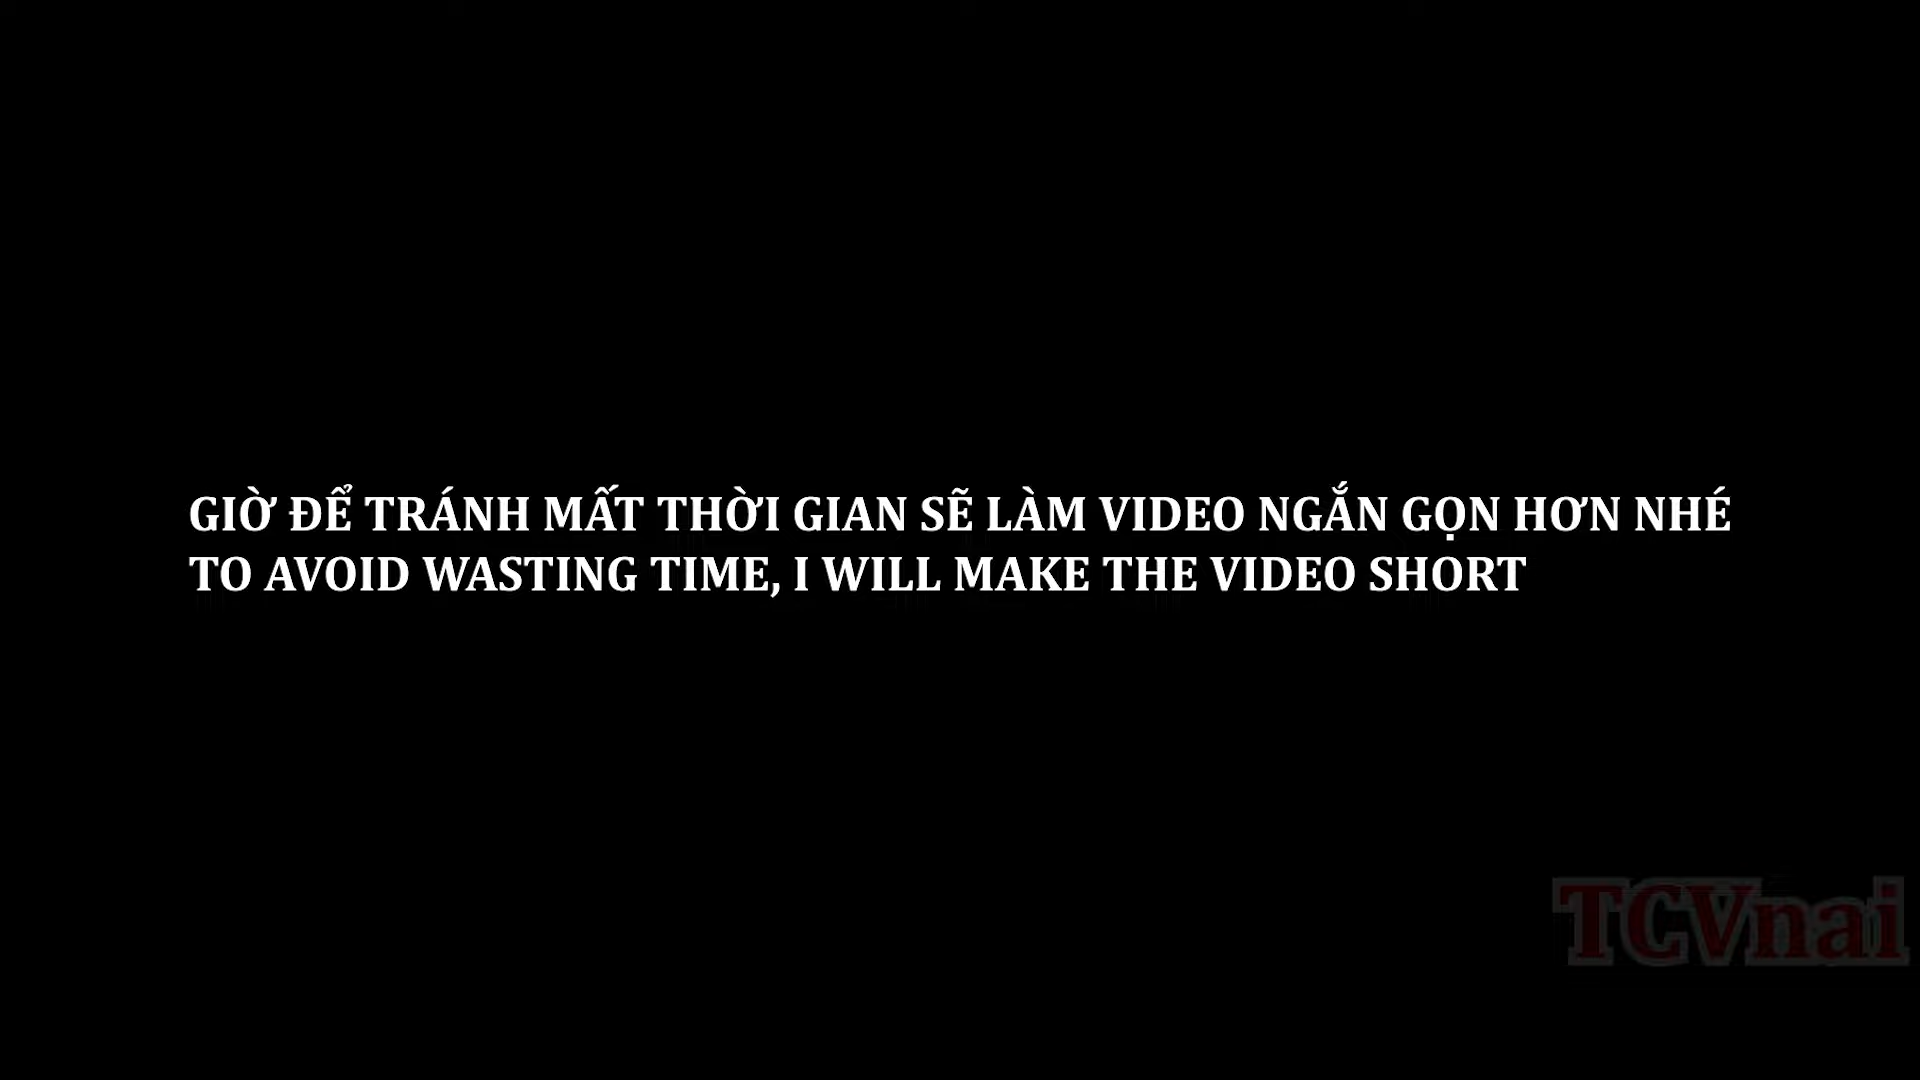 GIỜ ĐỂ TRÁNH MẤT THỜI GIAN SẼ LÀM VIDEO NGẮN GỌN HƠN NHÉ
TO AVOID WASTING TIME, I WILL MAKE THE VIDEO SHORT
TCVnai